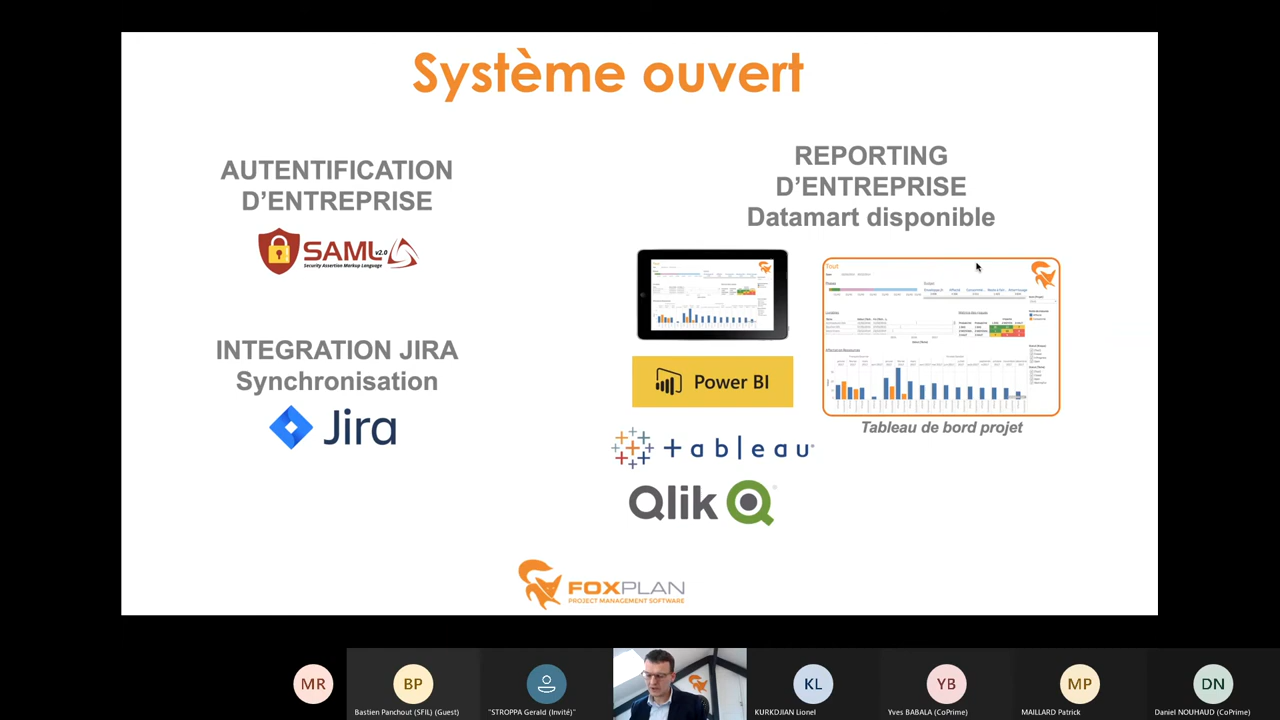 Système ouvert
AUTENTIFICATION
D'ENTREPRISE
SAML v2.0
Security Assertion Markup Language
INTEGRATION JIRA
Synchronisation
Jira
REPORTING
D'ENTREPRISE
Datamart disponible
Tout
Power BI
+ a b | e a u
Qlik
Tableau de bord projet
FOXPLAN
PROJECT MANAGEMENT SOFTWARE
MR
BP
KL
YB
MP
DN
Bastien Panchout (SFIL) (Guest)
"STROPPA Gerald (Invité)"
KURKDJIAN Lionel
Yves BABALA (CoPrime)
MAILLARD Patrick
Daniel NOUHAUD (CoPrime)